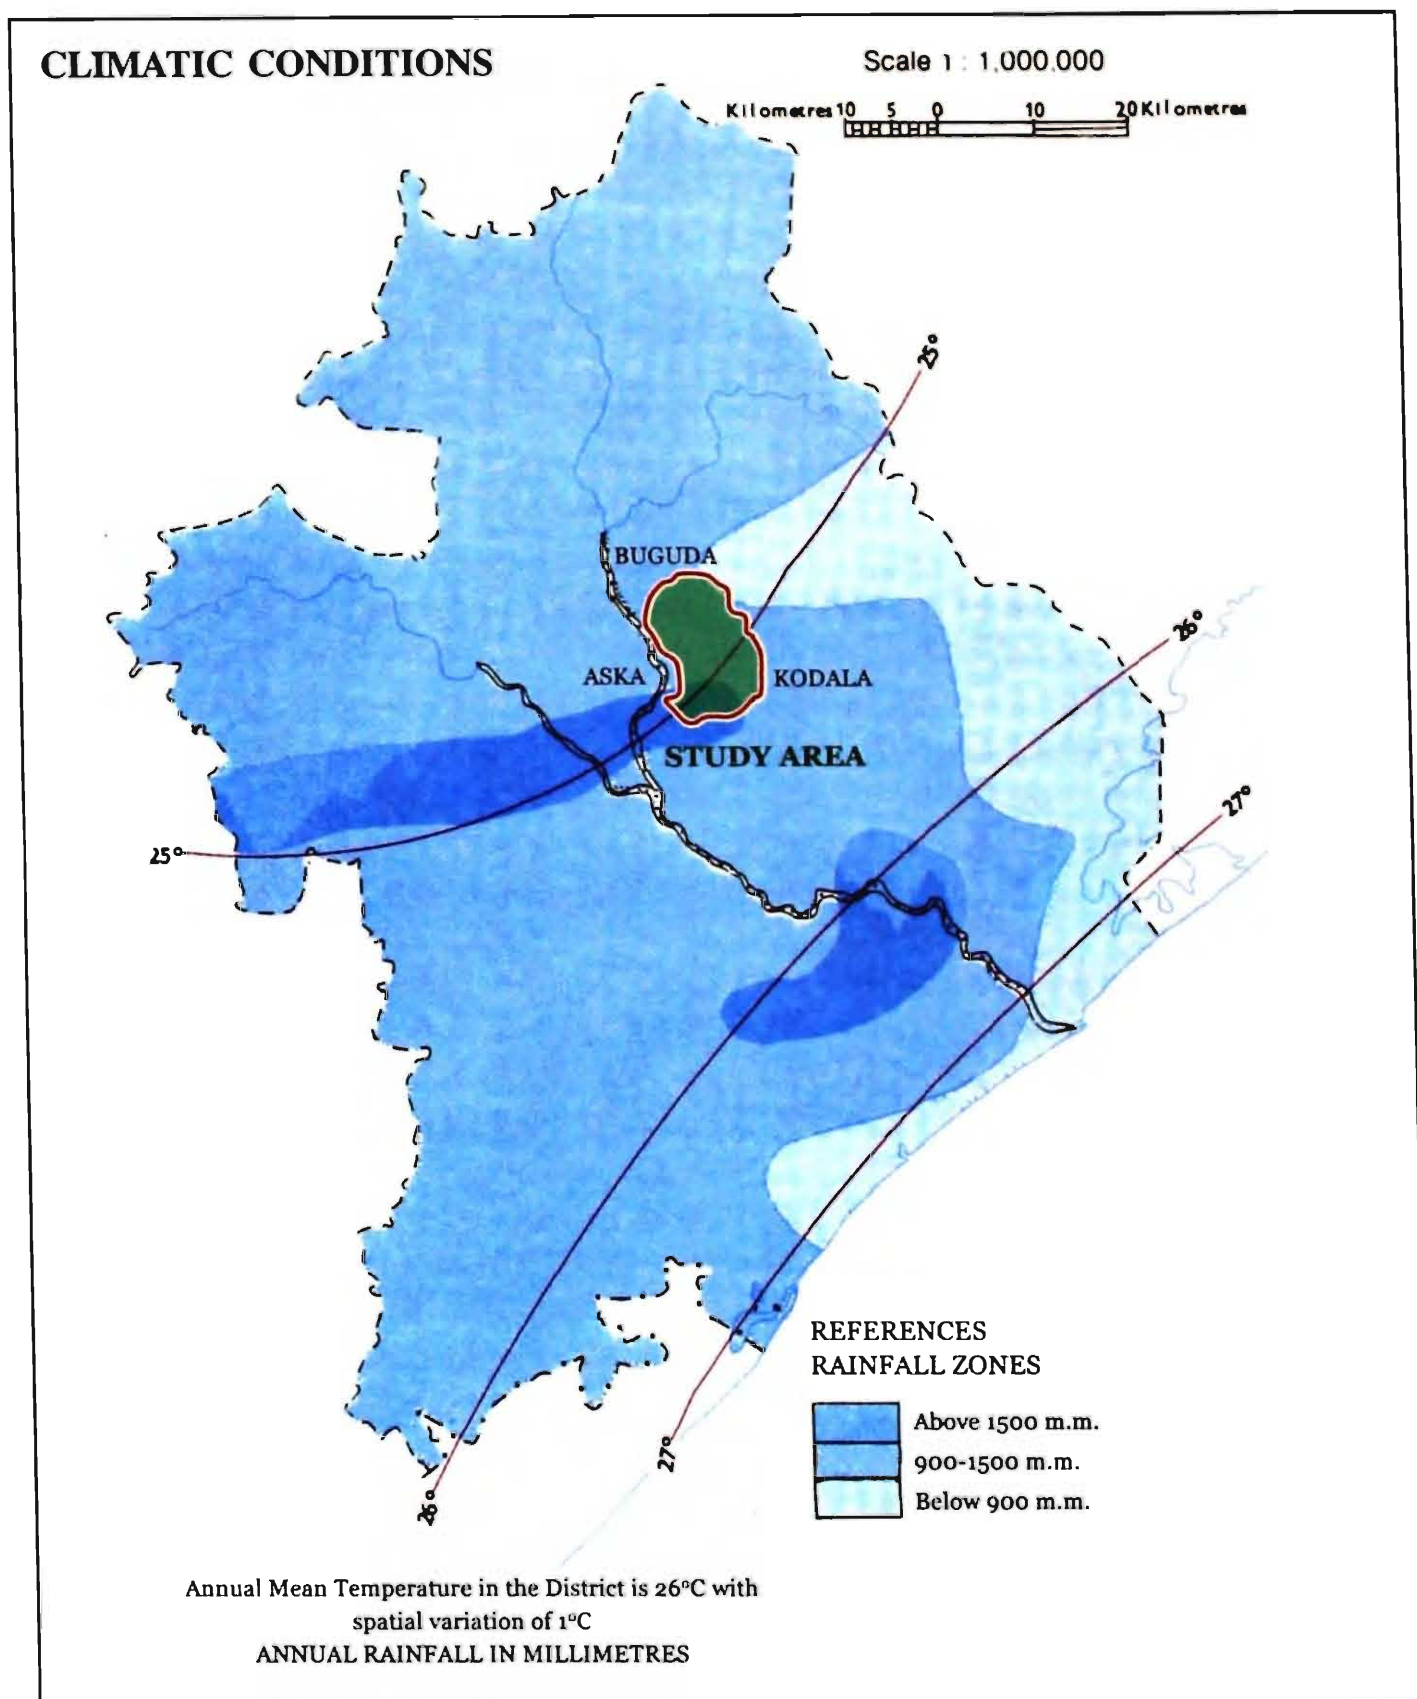 CLIMATIC CONDITIONS
Scale 1 : 1,000,000
Kilometres 10 5 0 10 20 Kilometres
25°
BUGUDA
26°
ASKA
KODALA
STUDY AREA
27°
25°
REFERENCES
RAINFALL ZONES
Above 1500 m.m.
900-1500 m.m.
Below 900 m.m.
27°
26°
Annual Mean Temperature in the District is 26°C with
spatial variation of 1°C
ANNUAL RAINFALL IN MILLIMETRES